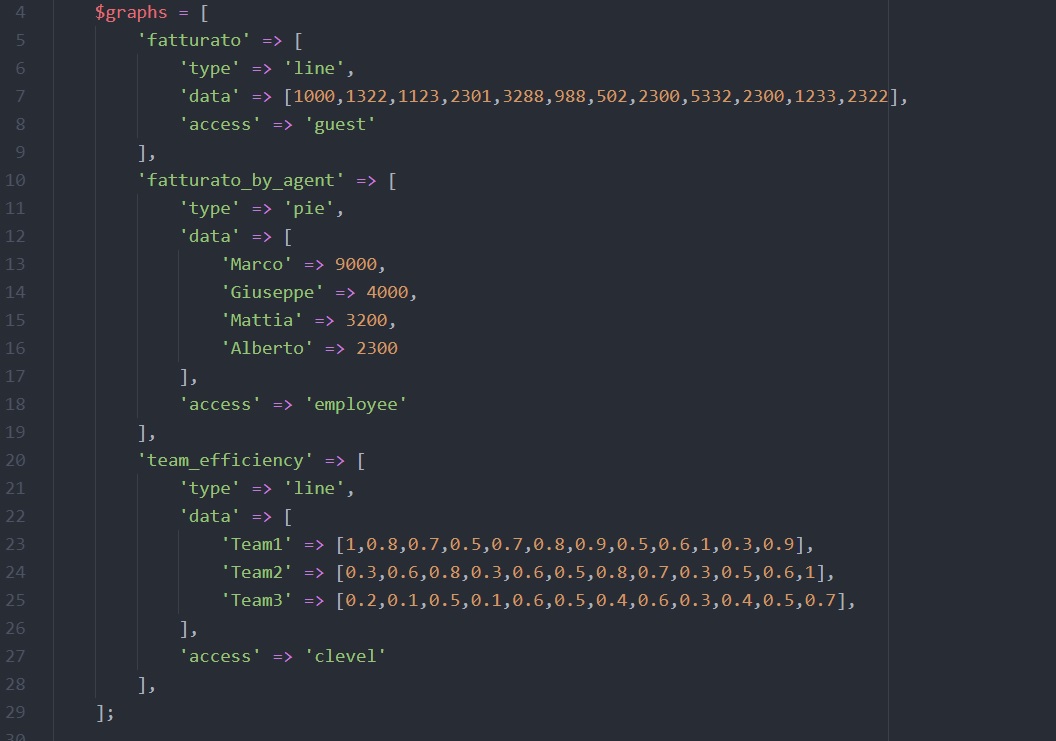 4 $graphs = [
5 'fatturato' => [
6 'type' => 'line',
7 'data' => [1000,1322,1123,2301,3288,988,502,2300,5332,2300,1233,2322],
8 'access' => 'guest'
9 ],
10 'fatturato_by_agent' => [
11 'type' => 'pie',
12 'data' => [
13 'Marco' => 9000,
14 'Giuseppe' => 4000,
15 'Mattia' => 3200,
16 'Alberto' => 2300
17 ],
18 'access' => 'employee'
19 ],
20 'team_efficiency' => [
21 'type' => 'line',
22 'data' => [
23 'Team1' => [1,0.8,0.7,0.5,0.7,0.8,0.9,0.5,0.6,1,0.3,0.9],
24 'Team2' => [0.3,0.6,0.8,0.3,0.6,0.5,0.8,0.7,0.3,0.5,0.6,1],
25 'Team3' => [0.2,0.1,0.5,0.1,0.6,0.5,0.4,0.6,0.3,0.4,0.5,0.7],
26 ],
27 'access' => 'clevel'
28 ],
29 ];
30